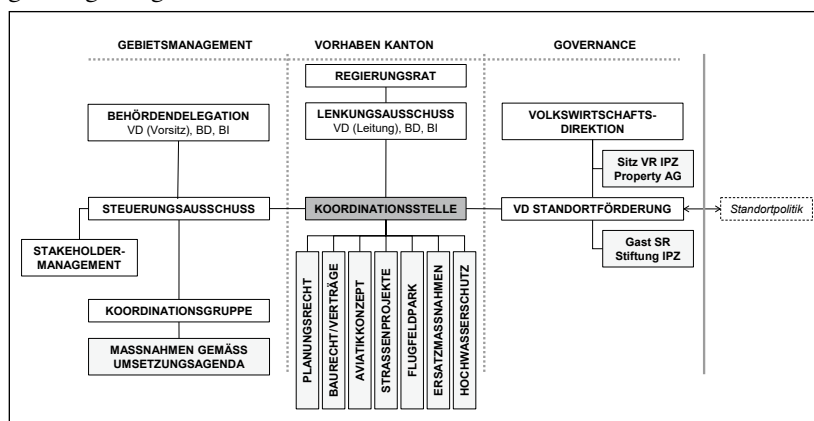 GEBIETSMANAGEMENT
VORHABEN KANTON
GOVERNANCE
REGIERUNGSRAT
BEHÖRDENDELEGATION
VD (Vorsitz), BD, BI
LENKUNGSAUSSCHUSS
VD (Leitung), BD, BI
VOLKSWIRTSCHAFTS-
DIREKTION
Sitz VR IPZ
Property AG
STEUERUNGSAUSSCHUSS
KOORDINATIONSSTELLE
VD STANDORTFÖRDERUNG
Standortpolitik
STAKEHOLDER-
MANAGEMENT
Gast SR
Stiftung IPZ
KOORDINATIONSGRUPPE
MASSNAHMEN GEMÄSS
UMSETZUNGSAGENDA
PLANUNGSRECHT
BAURECHT/VERTRÄGE
AVIATIKKONZEPT
STRASSENPROJEKTE
FLUGFELDPARK
ERSATZMASSNAHMEN
HOCHWASSERSCHUTZ